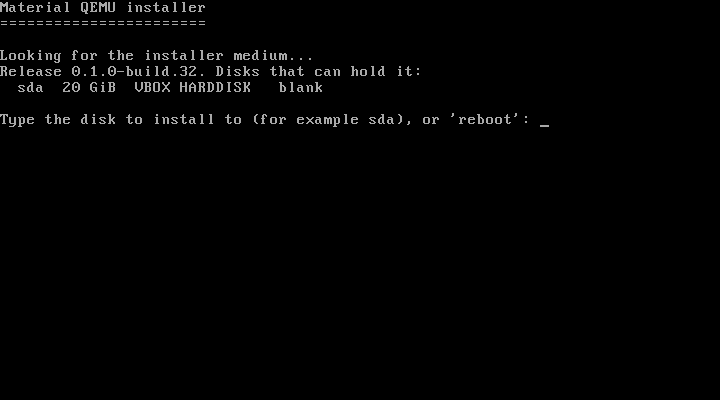 Material QEMU installer
=======================
Looking for the installer medium...
Release 0.1.0-build.32. Disks that can hold it:
  sda  20 GiB  VBOX HARDDISK   blank
Type the disk to install to (for example sda), or 'reboot': _